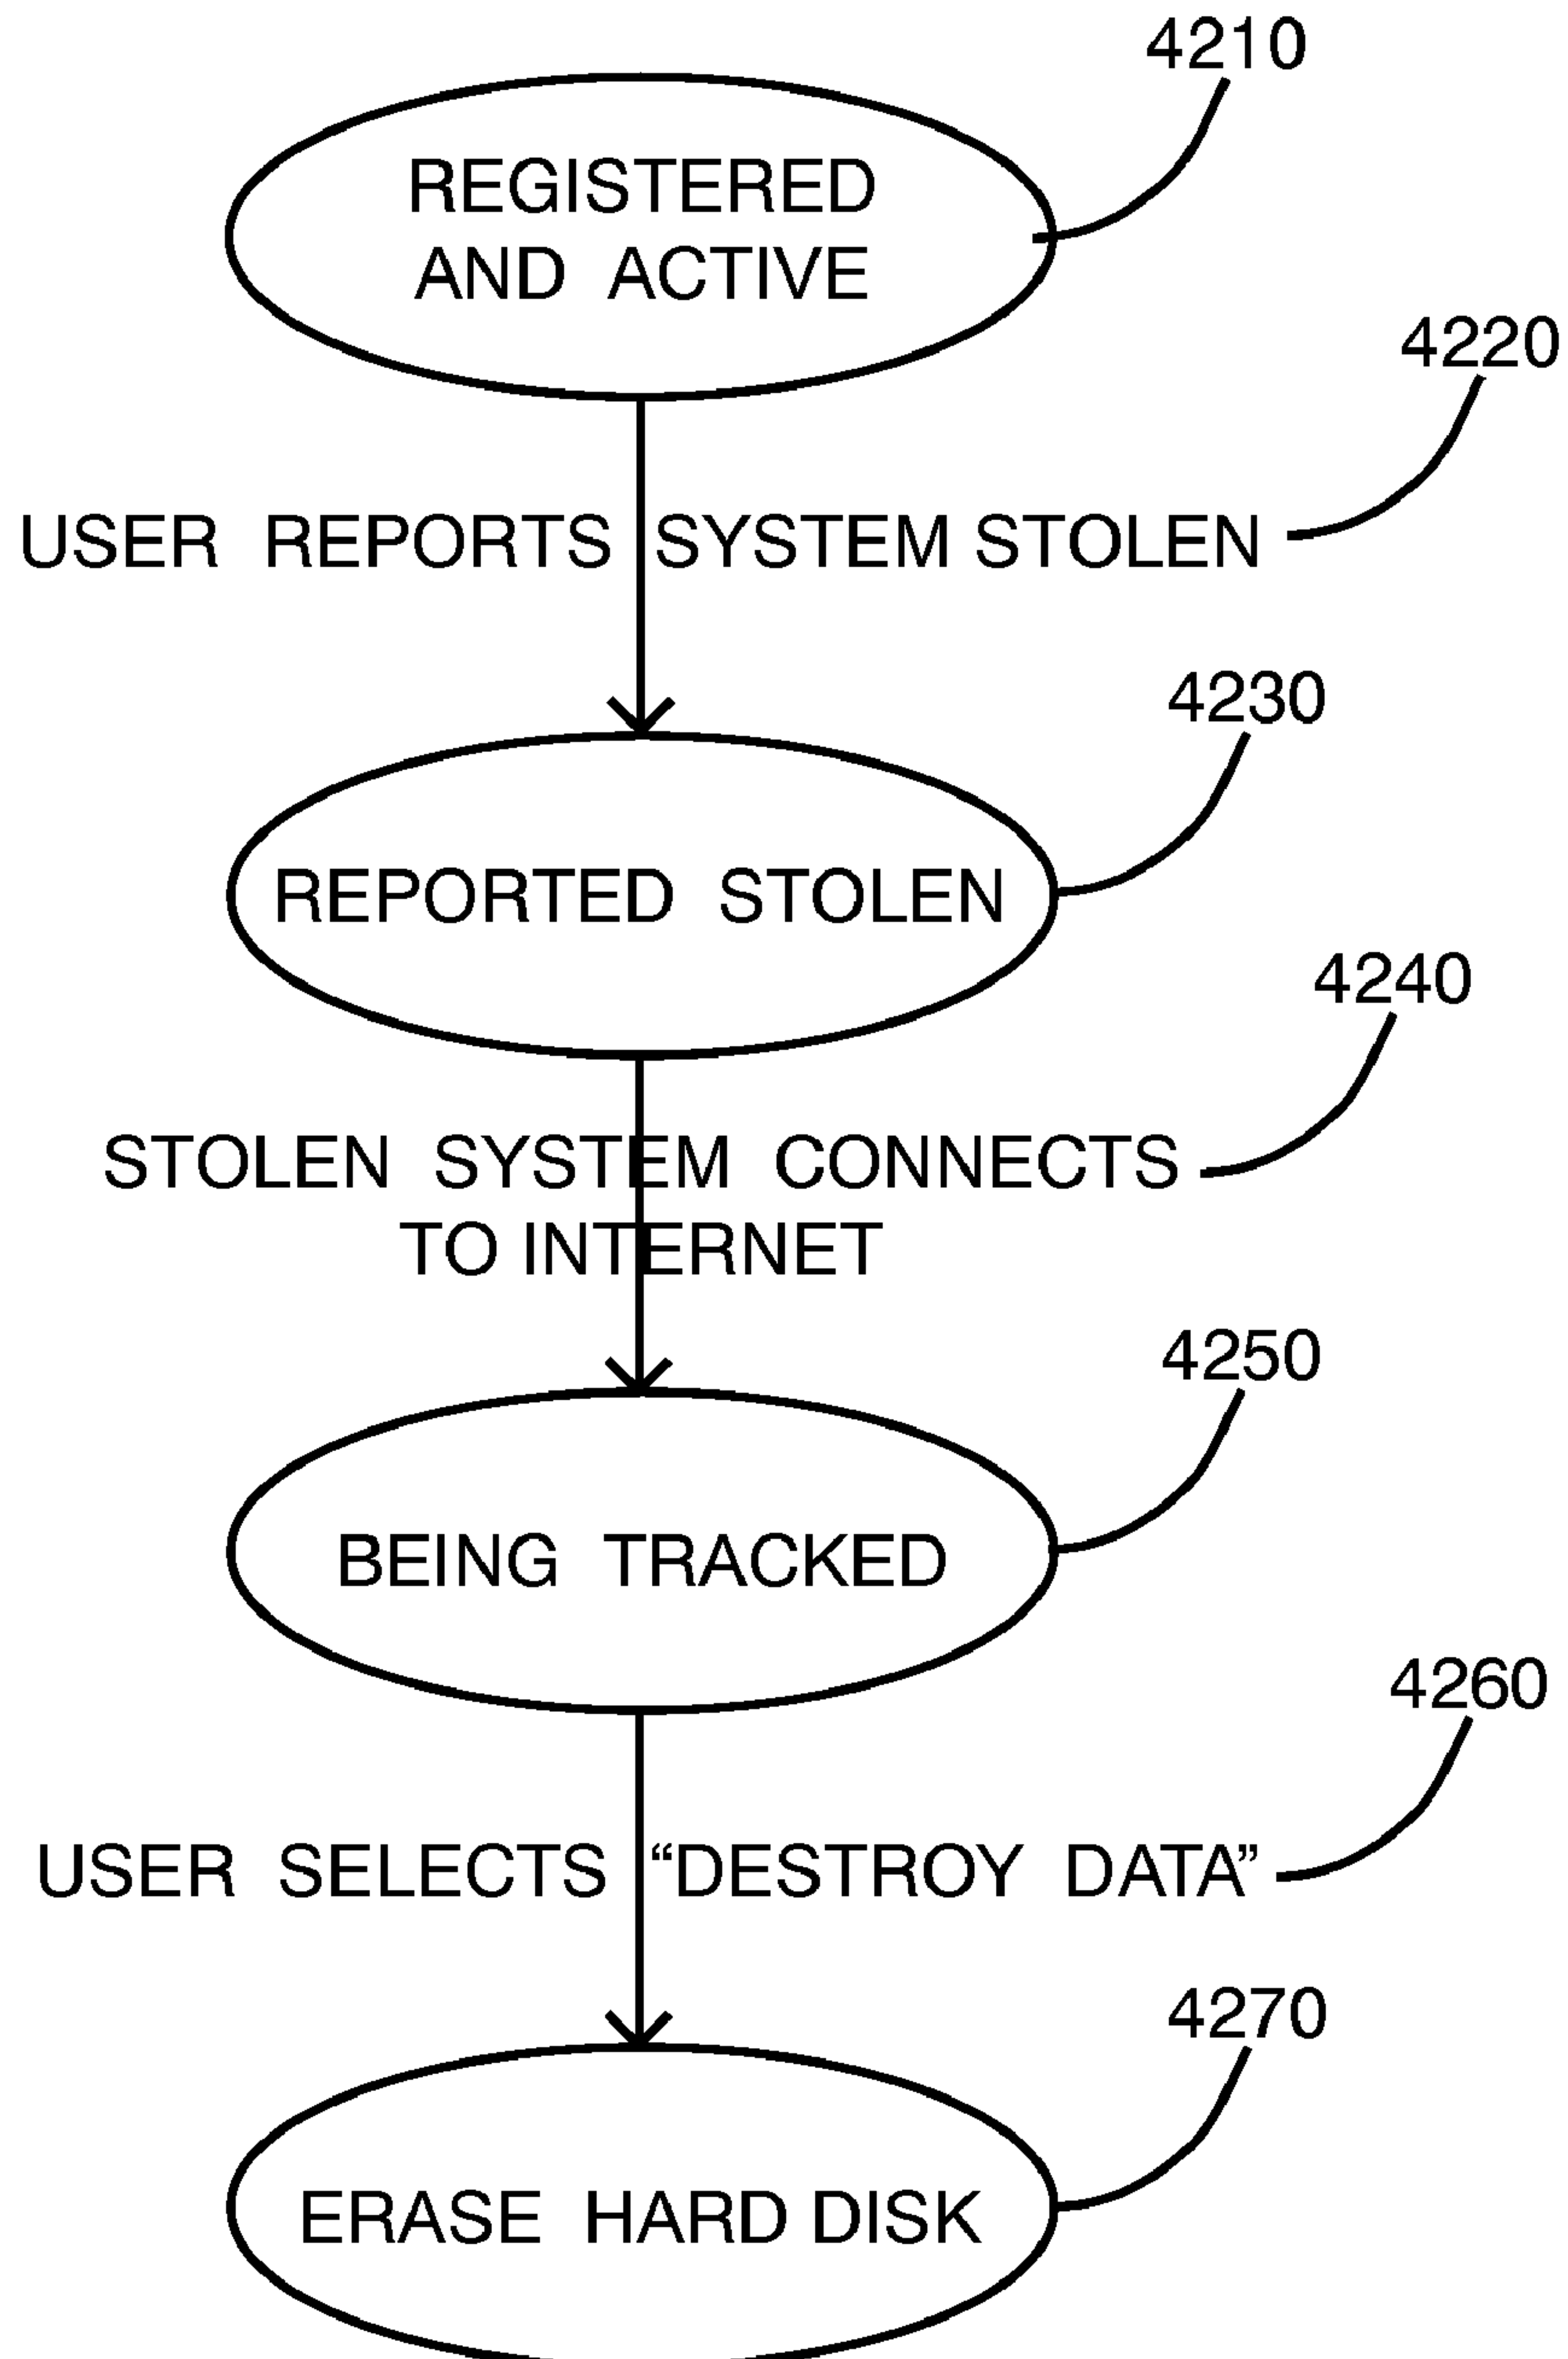 4210
REGISTERED
AND ACTIVE
4220
USER REPORTS SYSTEM STOLEN
4230
REPORTED STOLEN
4240
STOLEN SYSTEM CONNECTS
TO INTERNET
4250
BEING TRACKED
4260
USER SELECTS “DESTROY DATA”
4270
ERASE HARD DISK